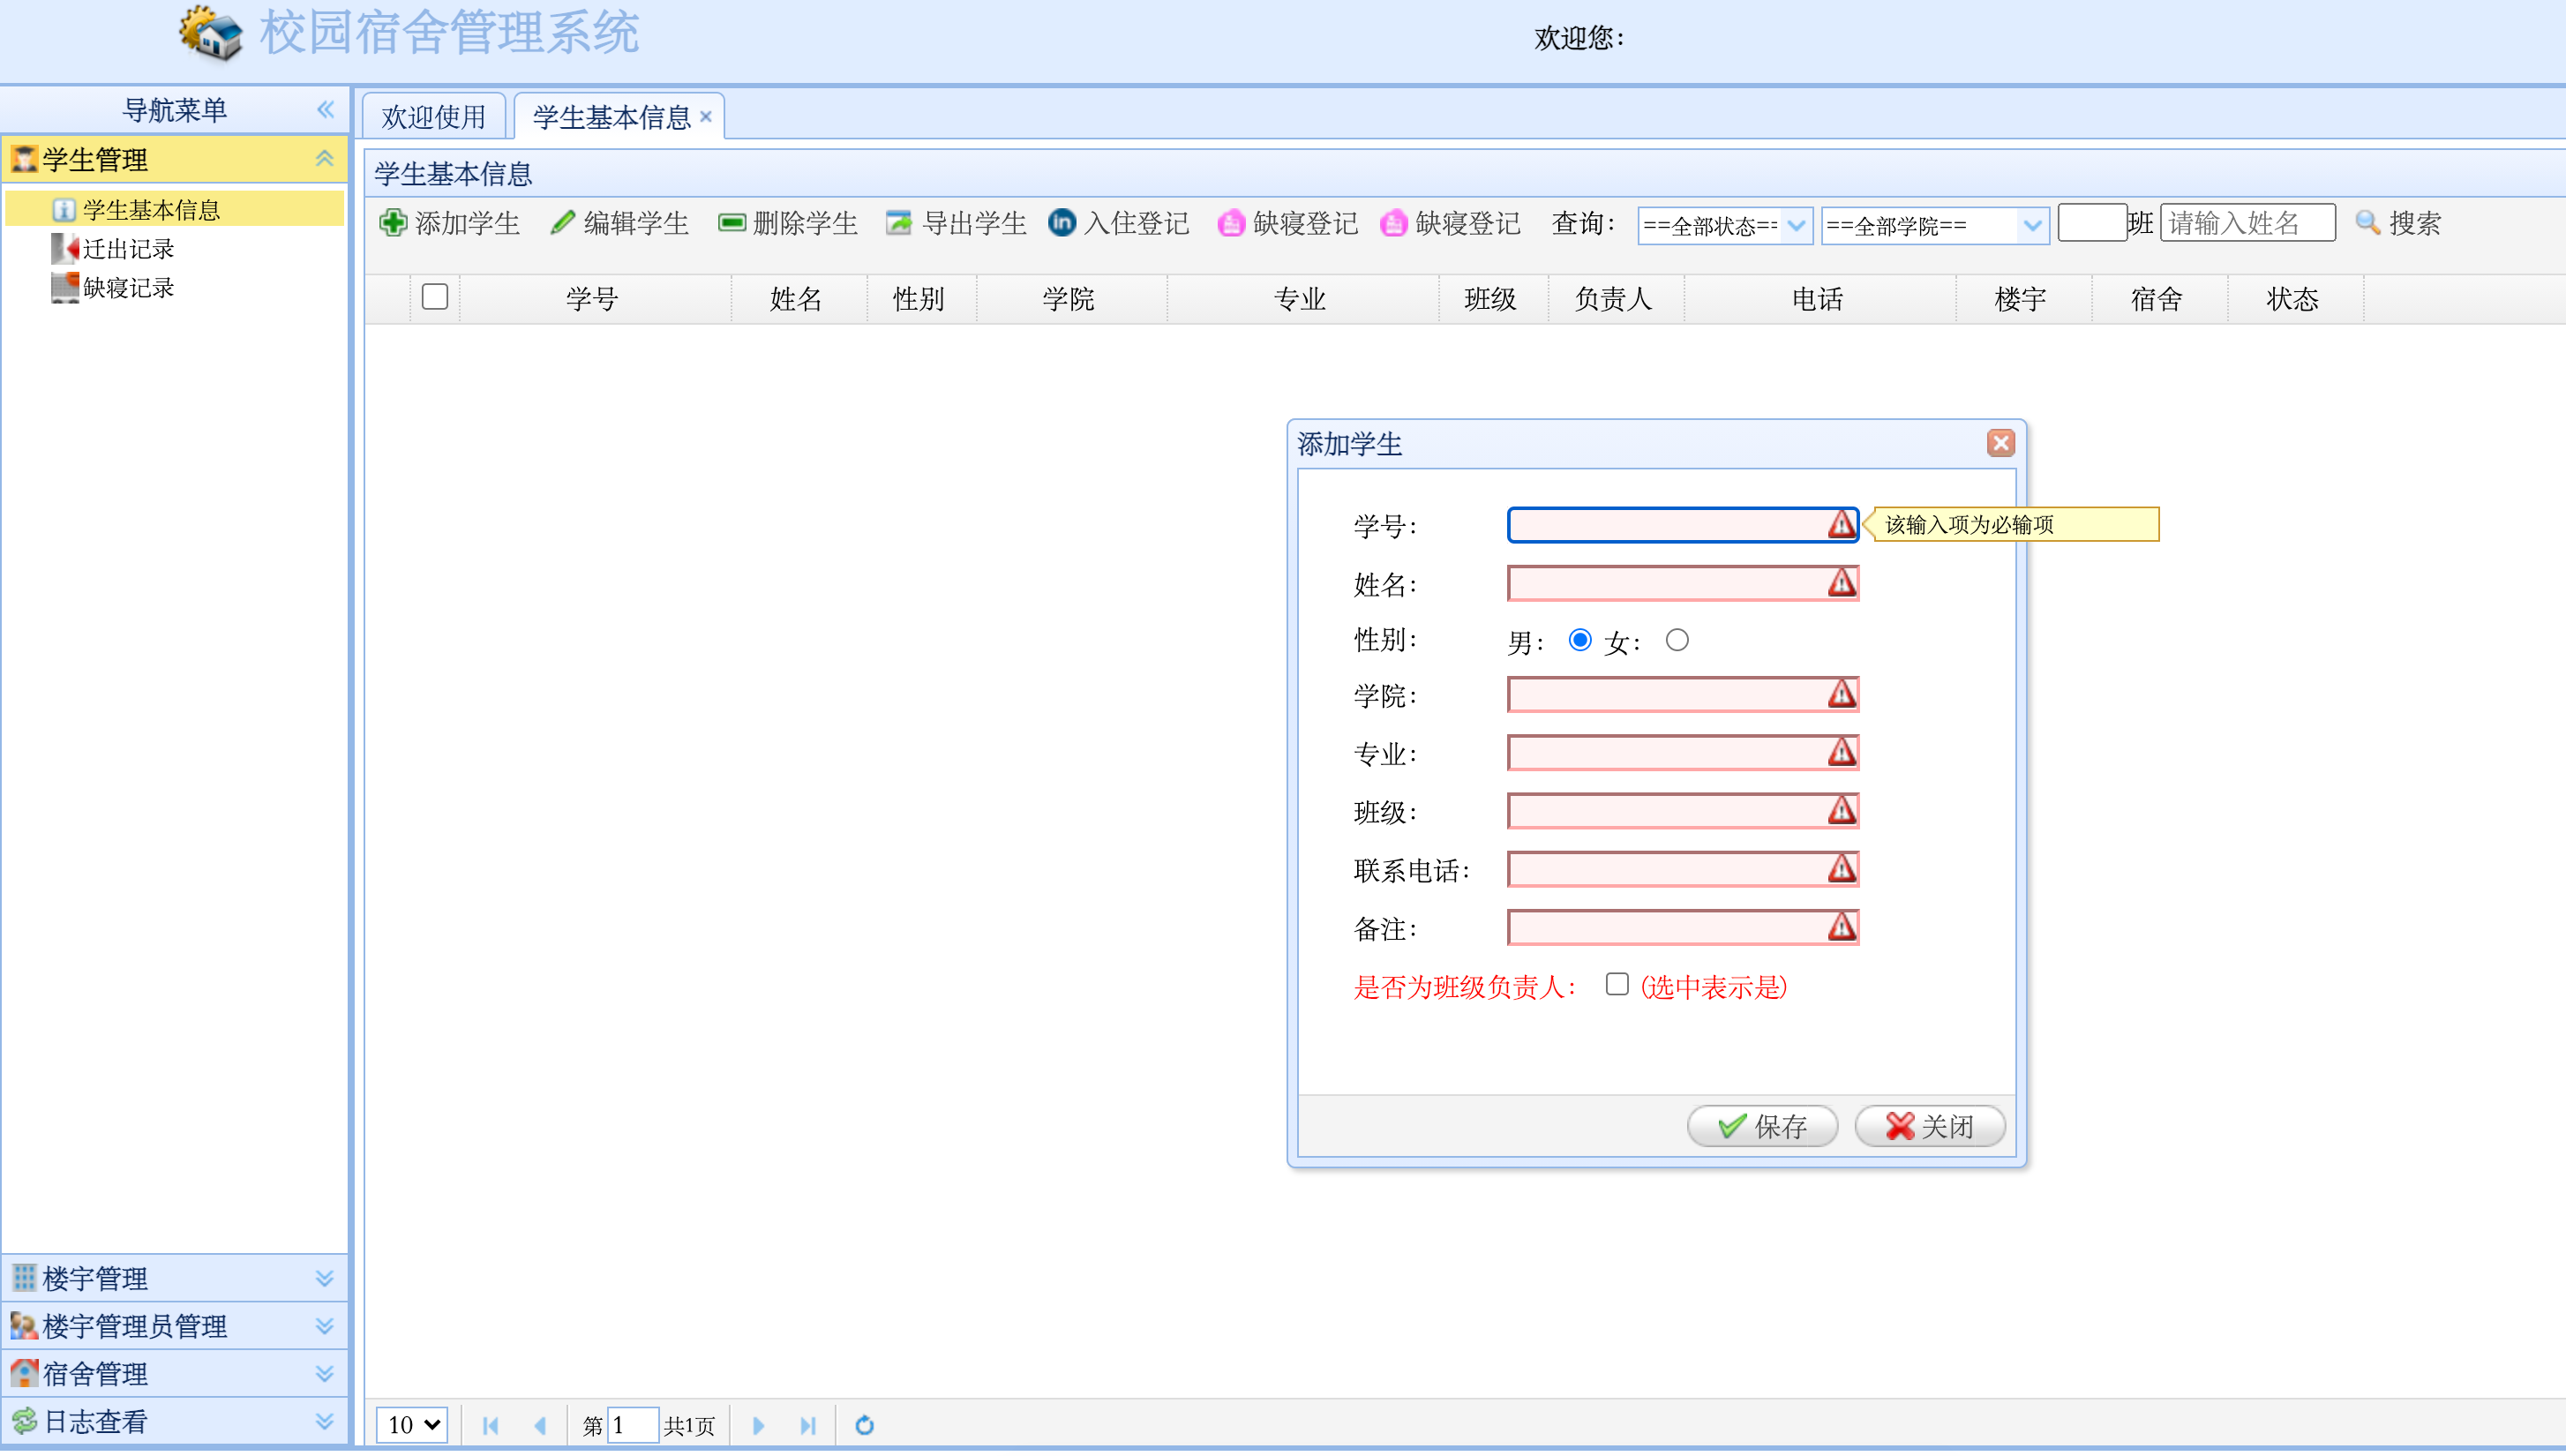 校园宿舍管理系统
欢迎您：
导航菜单
欢迎使用
学生基本信息
学生管理
学生基本信息
迁出记录
缺寝记录
学生基本信息
添加学生 编辑学生 删除学生 导出学生 入住登记 缺寝登记 缺寝登记 查询： ==全部状态== ==全部学院== 班 请输入姓名 搜索
学号 姓名 性别 学院 专业 班级 负责人 电话 楼宇 宿舍 状态
添加学生
学号：
该输入项为必输项
姓名：
性别： 男： 女：
学院：
专业：
班级：
联系电话：
备注：
是否为班级负责人： (选中表示是)
保存 关闭
楼宇管理
楼宇管理员管理
宿舍管理
日志查看
10 第 1 共1页